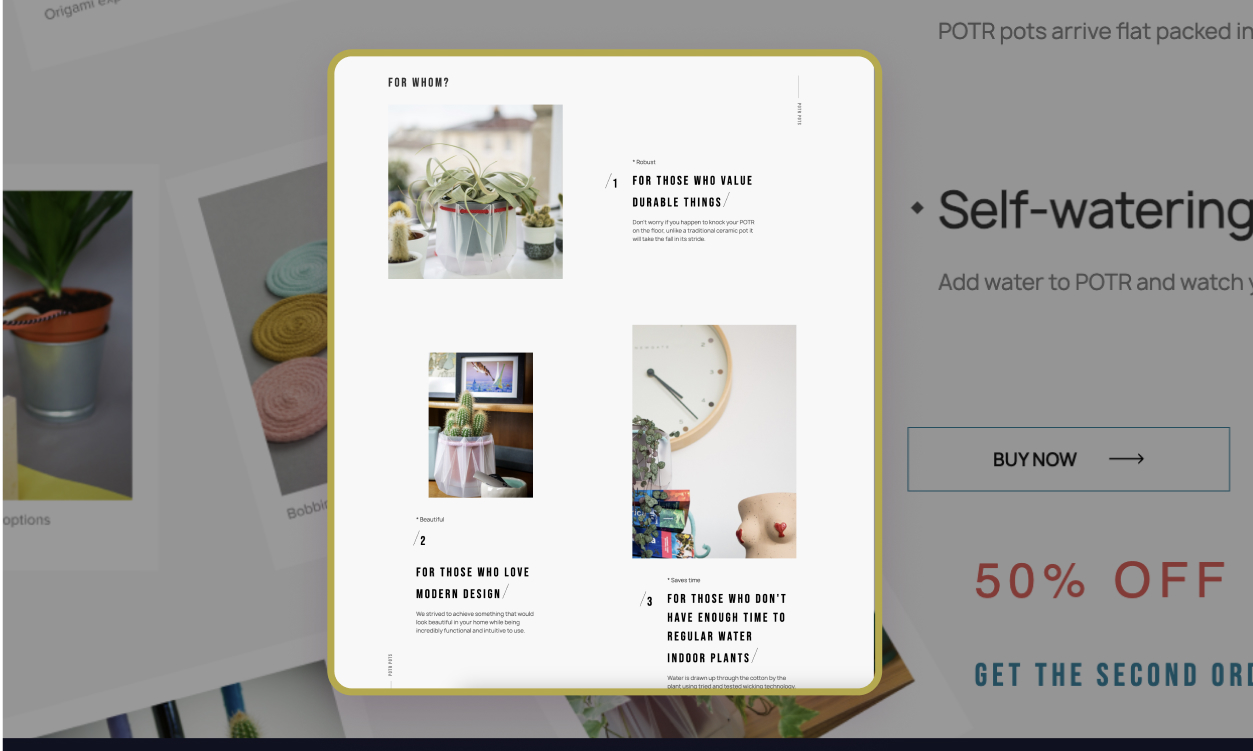 Origami
POTR pots arrive flat packed in
FOR WHOM?
POTR POTS
* Robust
/1
FOR THOSE WHO VALUE
DURABLE THINGS/
Don't worry if you happen to knock your POTR
on the floor, unlike a traditional ceramic pot it
will take the fall in its stride.
Self-watering
Add water to POTR and watch
options
Bobbi
* Beautiful
/2
FOR THOSE WHO LOVE
MODERN DESIGN/
We strived to achieve something that would
look beautiful in your home while being
incredibly functional and intuitive to use.
POTR POTS
* Saves time
/3
FOR THOSE WHO DON'T
HAVE ENOUGH TIME TO
REGULAR WATER
INDOOR PLANTS/
Water is drawn up through the cotton by the
plant using tried and tested wicking technology.
BUY NOW
50% OFF
GET THE SECOND ORD